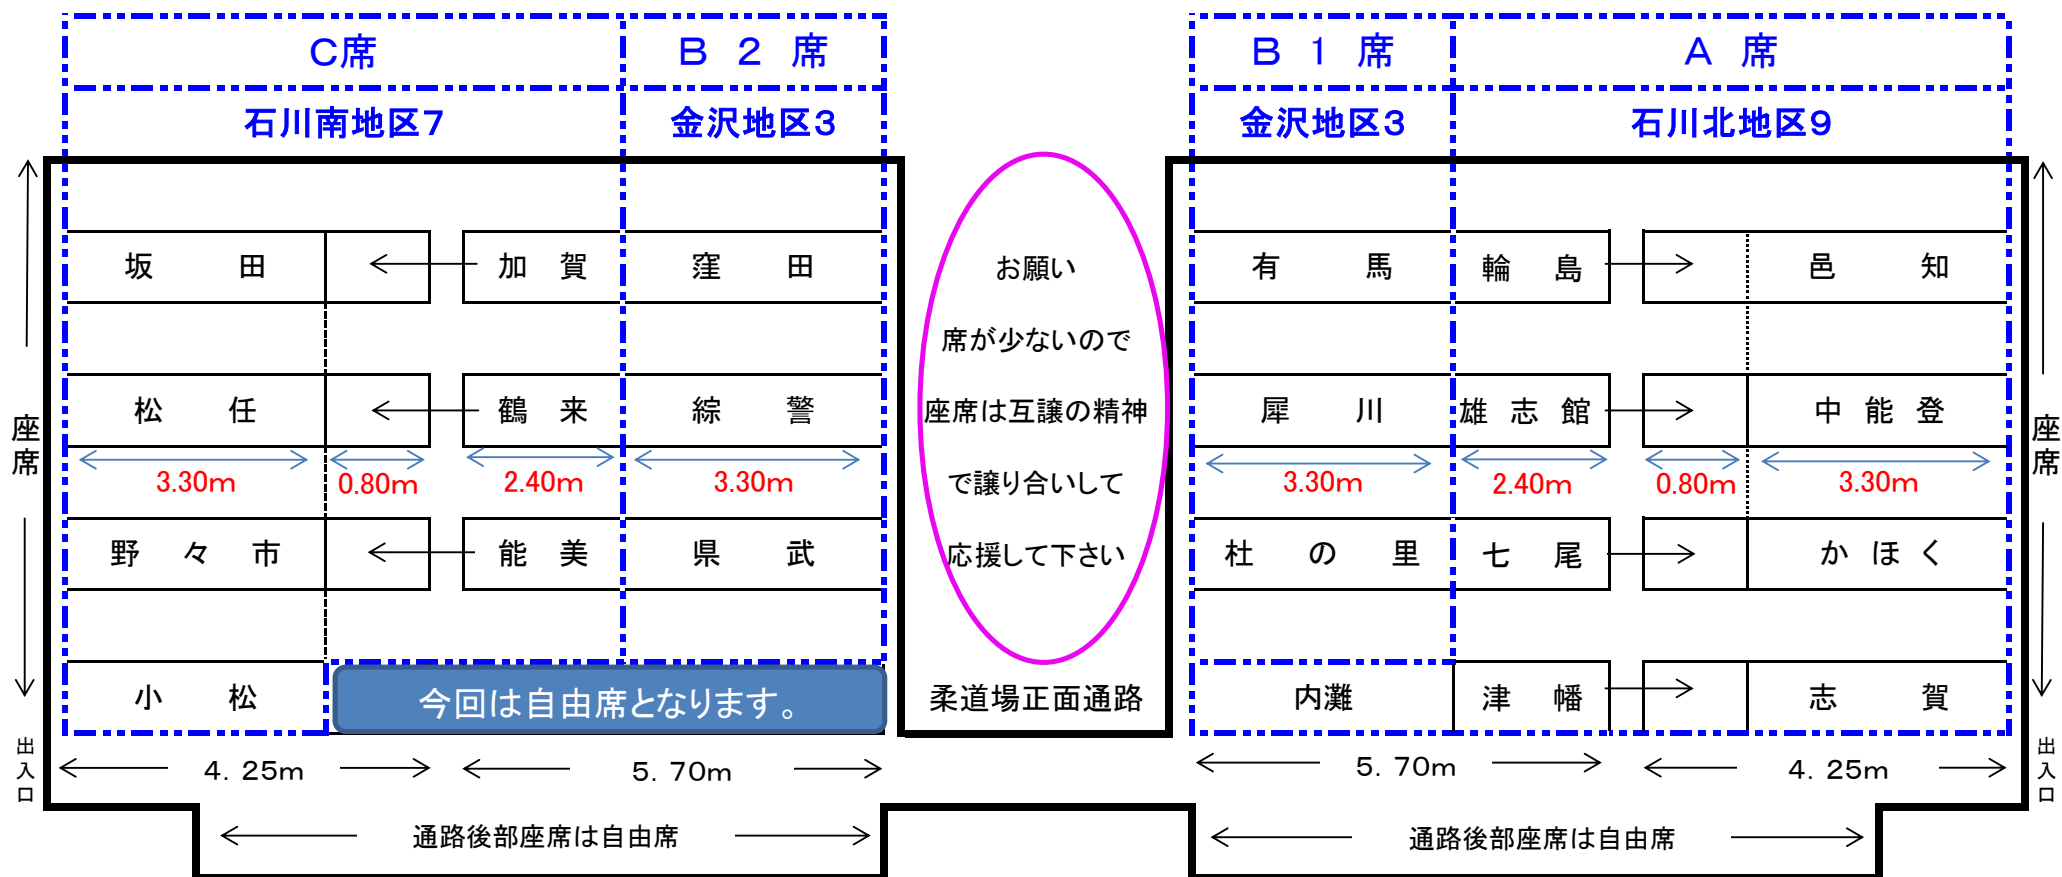 C席 B 2 席 B 1 席 A 席
石川南地区7 金沢地区3 金沢地区3 石川北地区9
坂 田 加 賀 窪 田 お願い 有 馬 輪 島 邑 知
席が少ないので
松 任 鶴 来 綜 警 座席は互譲の精神 犀 川 雄 志 館 中 能 登
座席 座席
3.30m 0.80m 2.40m 3.30m で譲り合いして 3.30m 2.40m 0.80m 3.30m
野 々 市 能 美 県 武 応援して下さい 杜 の 里 七 尾 か ほ く
小 松 今回は自由席となります。 柔道場正面通路 内灘 津 幡 志 賀
出入口 4. 25m 5. 70m 5. 70m 4. 25m 出入口
通路後部座席は自由席 通路後部座席は自由席